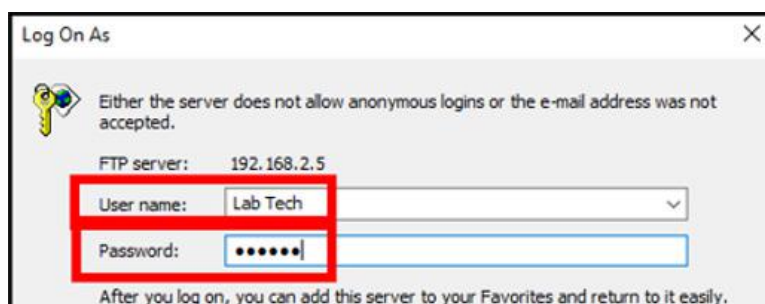 Log On As
Either the server does not allow anonymous logins or the e-mail address was not
accepted.
FTP server: 192.168.2.5
User name: Lab Tech
Password: ••••••
After you log on, you can add this server to your Favorites and return to it easily.